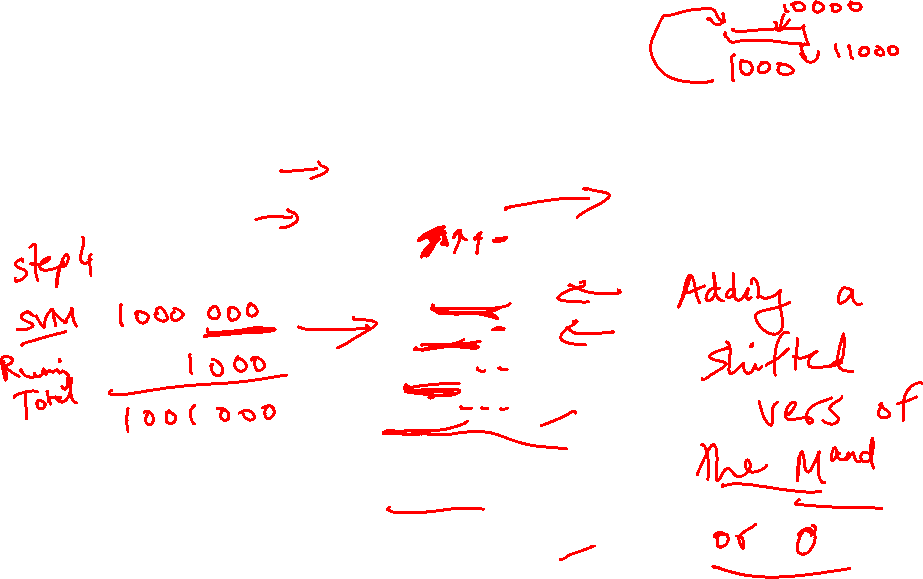 10000
11000
1000
Step 4
SVM 1000 000
Running 1000
Total
1001 000
Adding a
shifted
vers of
the Mand
or 0